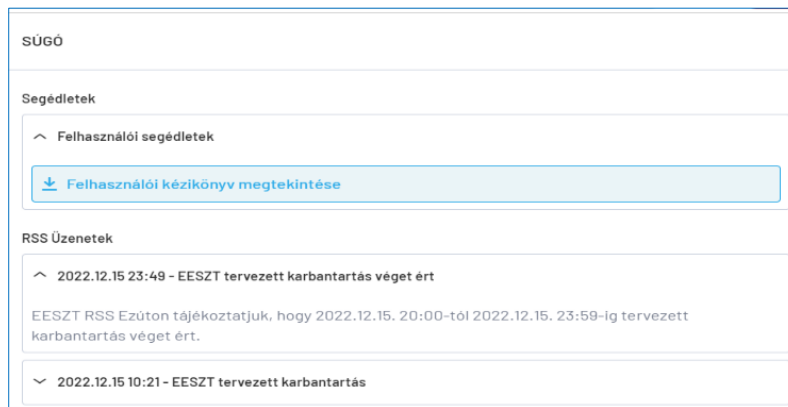 SÚGÓ
Segédletek
Felhasználói segédletek
Felhasználói kézikönyv megtekintése
RSS Üzenetek
2022.12.15 23:49 - EESZT tervezett karbantartás véget ért
EESZT RSS Ezúton tájékoztatjuk, hogy 2022.12.15. 20:00-tól 2022.12.15. 23:59-ig tervezett
karbantartás véget ért.
2022.12.15 10:21 - EESZT tervezett karbantartás